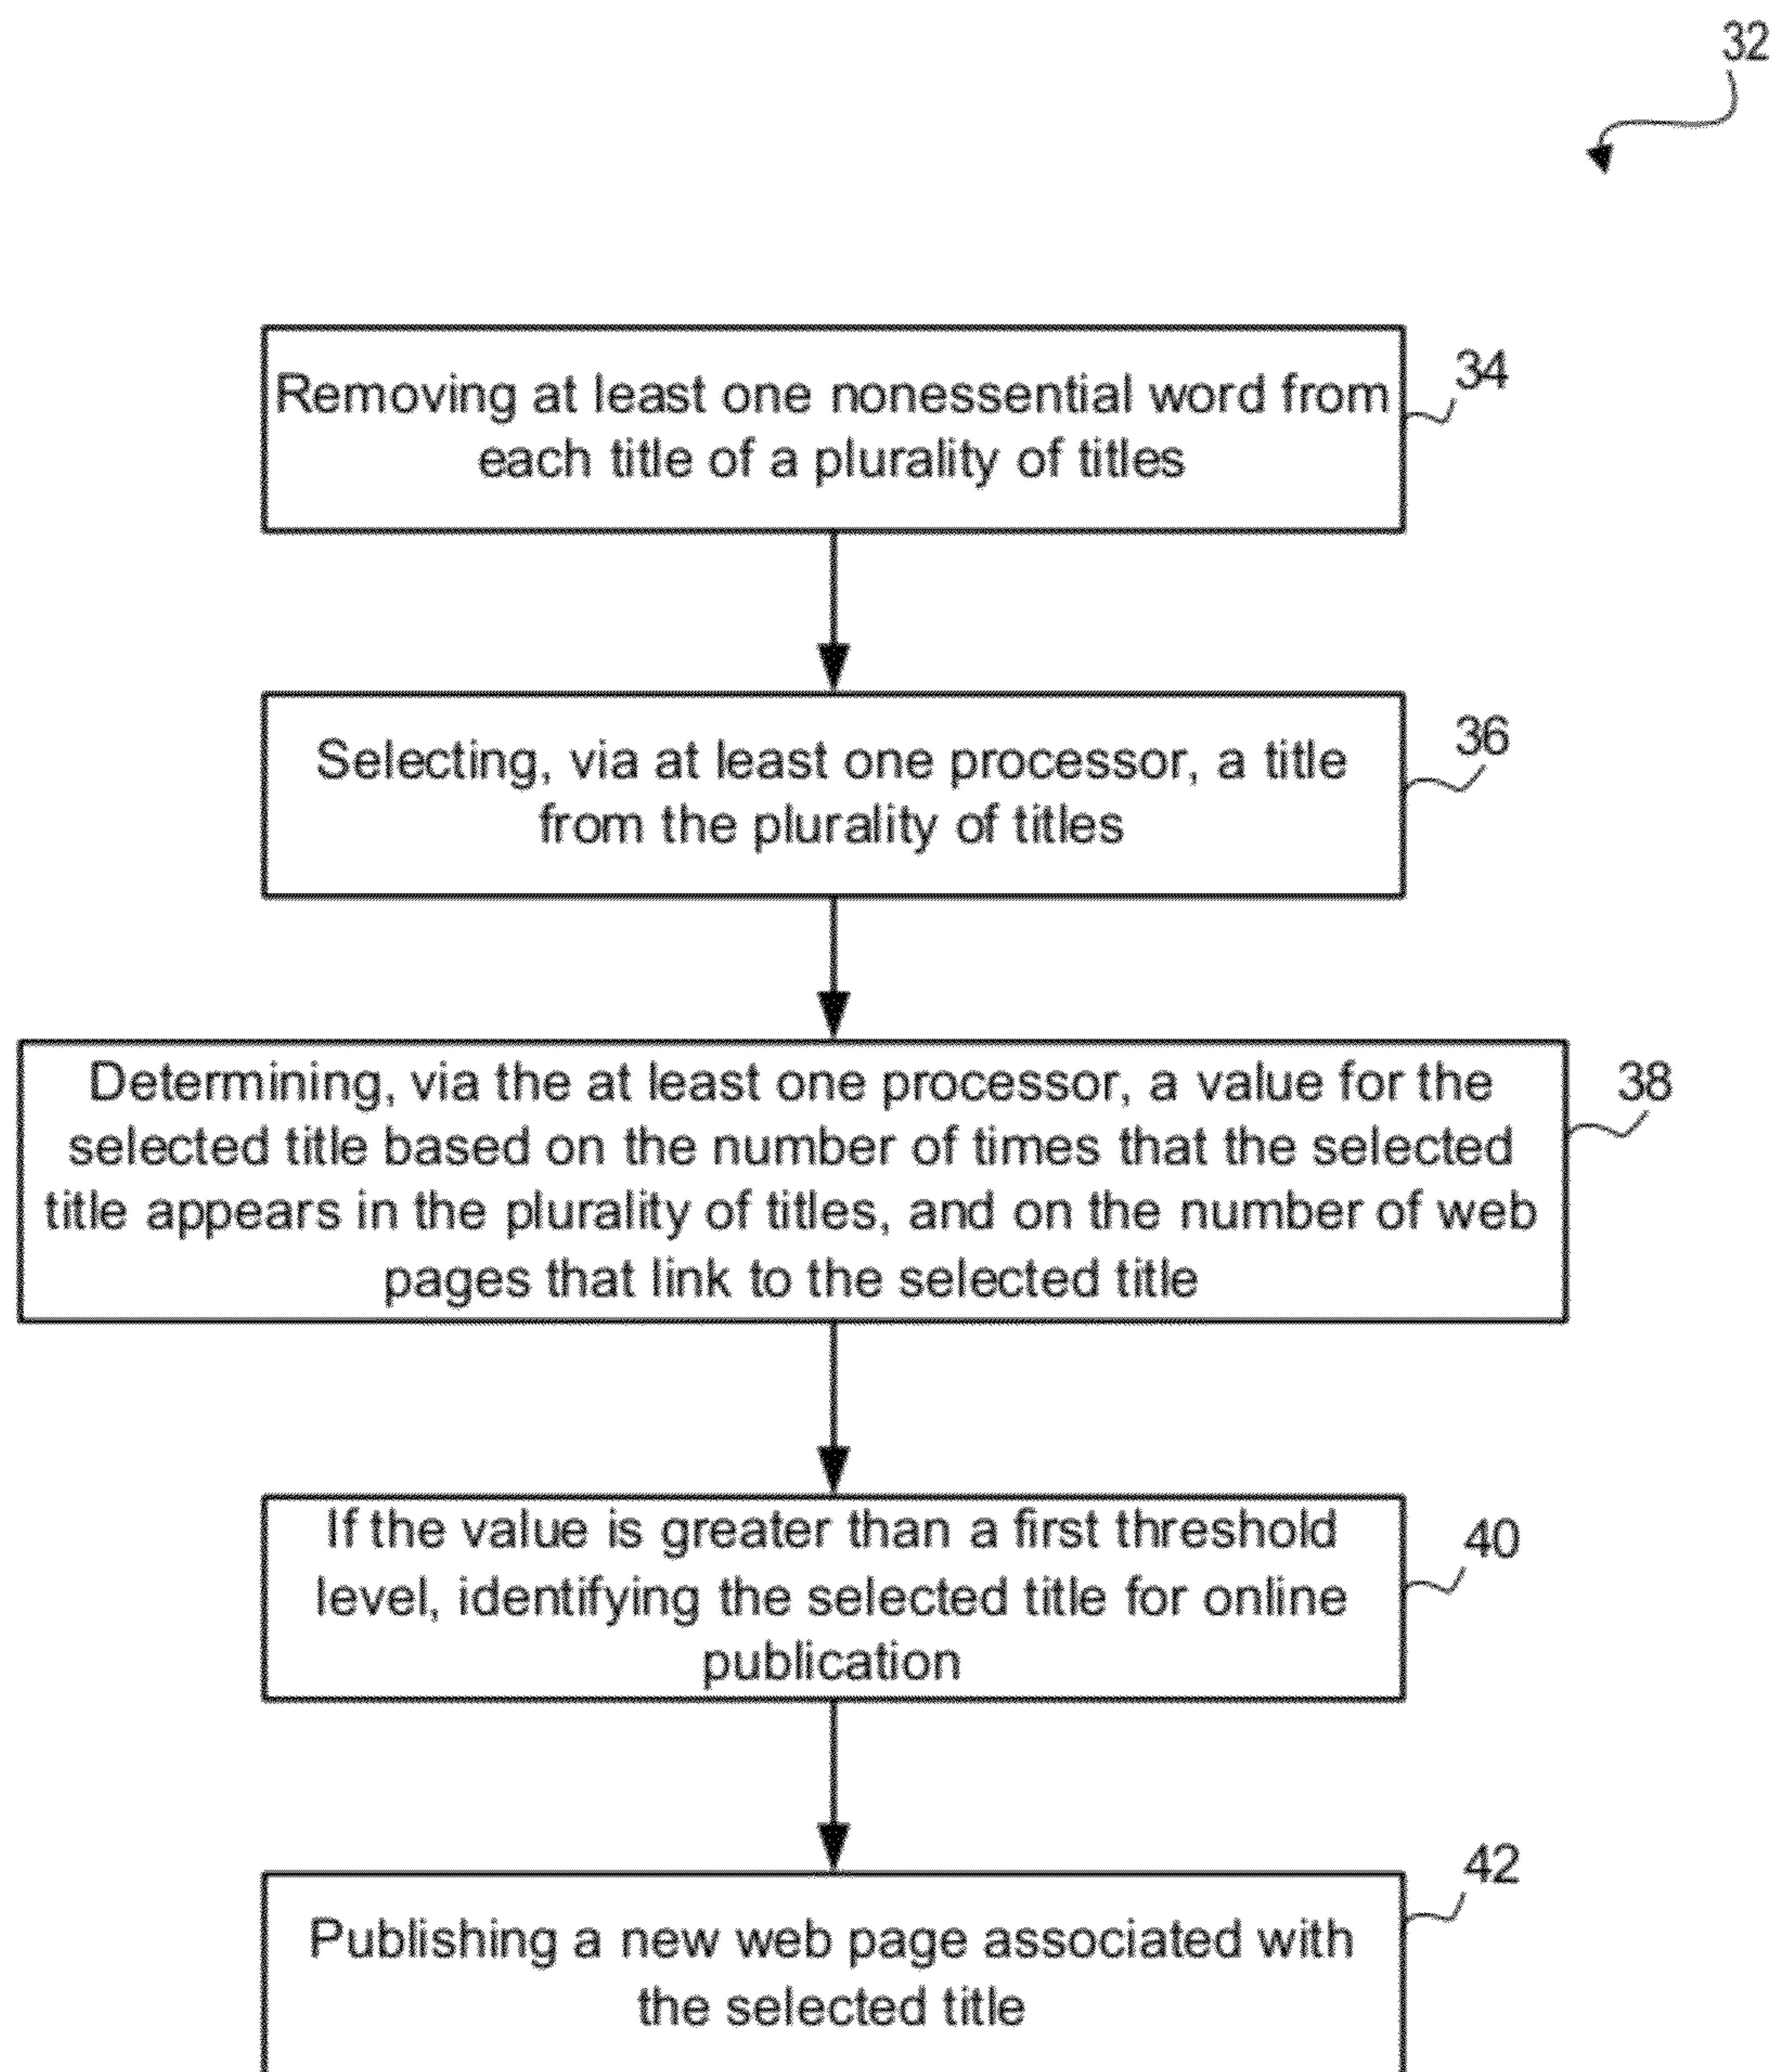 32
Removing at least one nonessential word from
each title of a plurality of titles
34
Selecting, via at least one processor, a title
from the plurality of titles
36
Determining, via the at least one processor, a value for the
selected title based on the number of times that the selected
title appears in the plurality of titles, and on the number of web
pages that link to the selected title
38
If the value is greater than a first threshold
level, identifying the selected title for online
publication
40
Publishing a new web page associated with
the selected title
42